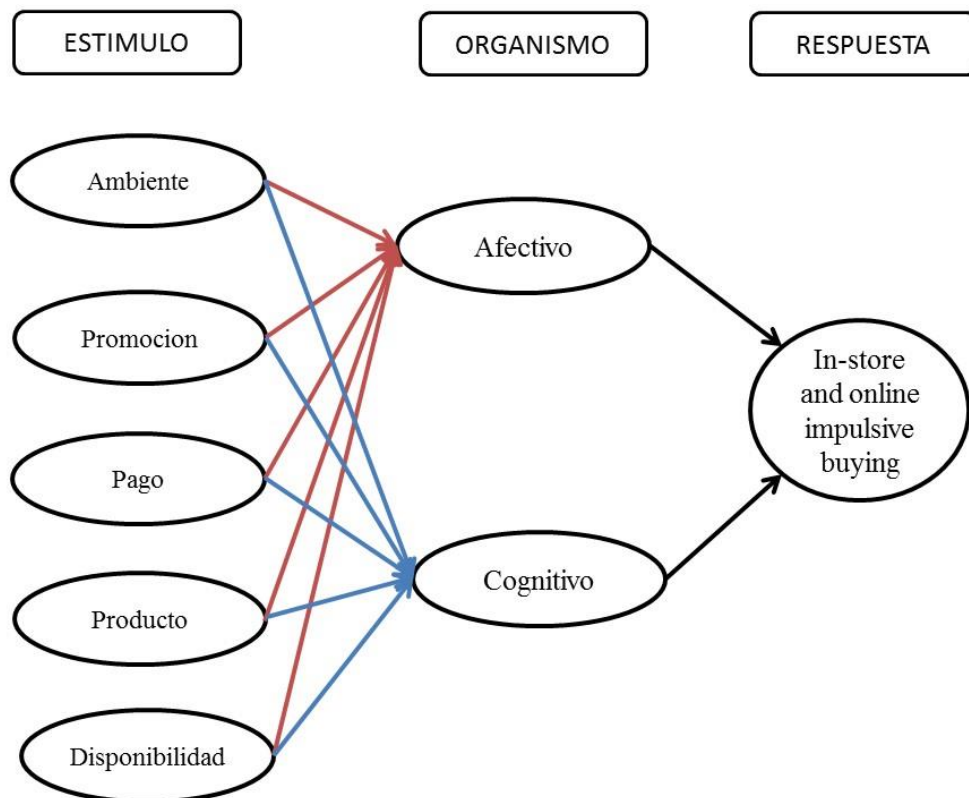 ESTIMULO
ORGANISMO
RESPUESTA
Ambiente
Promocion
Pago
Producto
Disponibilidad
Afectivo
Cognitivo
In-store
and online
impulsive
buying